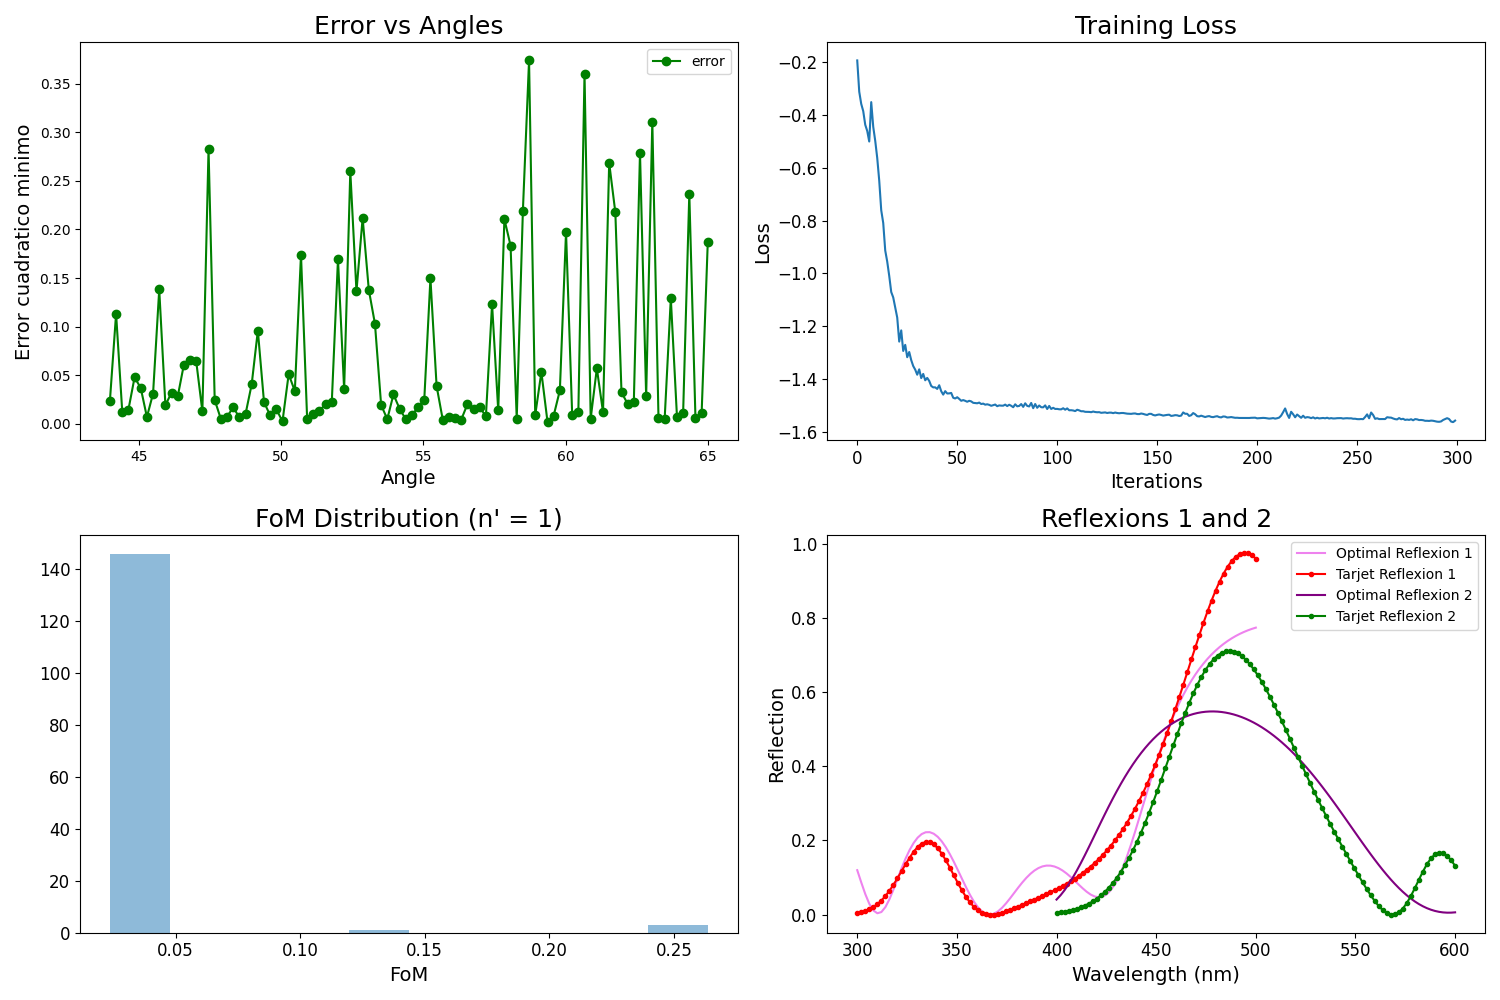 Error vs Angles
error
Error cuadratico minimo
0.35
0.30
0.25
0.20
0.15
0.10
0.05
0.00
45 50 55 60 65
Angle
Training Loss
Loss
−0.2
−0.4
−0.6
−0.8
−1.0
−1.2
−1.4
−1.6
0 50 100 150 200 250 300
Iterations
FoM Distribution (n' = 1)
140
120
100
80
60
40
20
0
0.05 0.10 0.15 0.20 0.25
FoM
Reflexions 1 and 2
Optimal Reflexion 1
Tarjet Reflexion 1
Optimal Reflexion 2
Tarjet Reflexion 2
Reflection
1.0
0.8
0.6
0.4
0.2
0.0
300 350 400 450 500 550 600
Wavelength (nm)